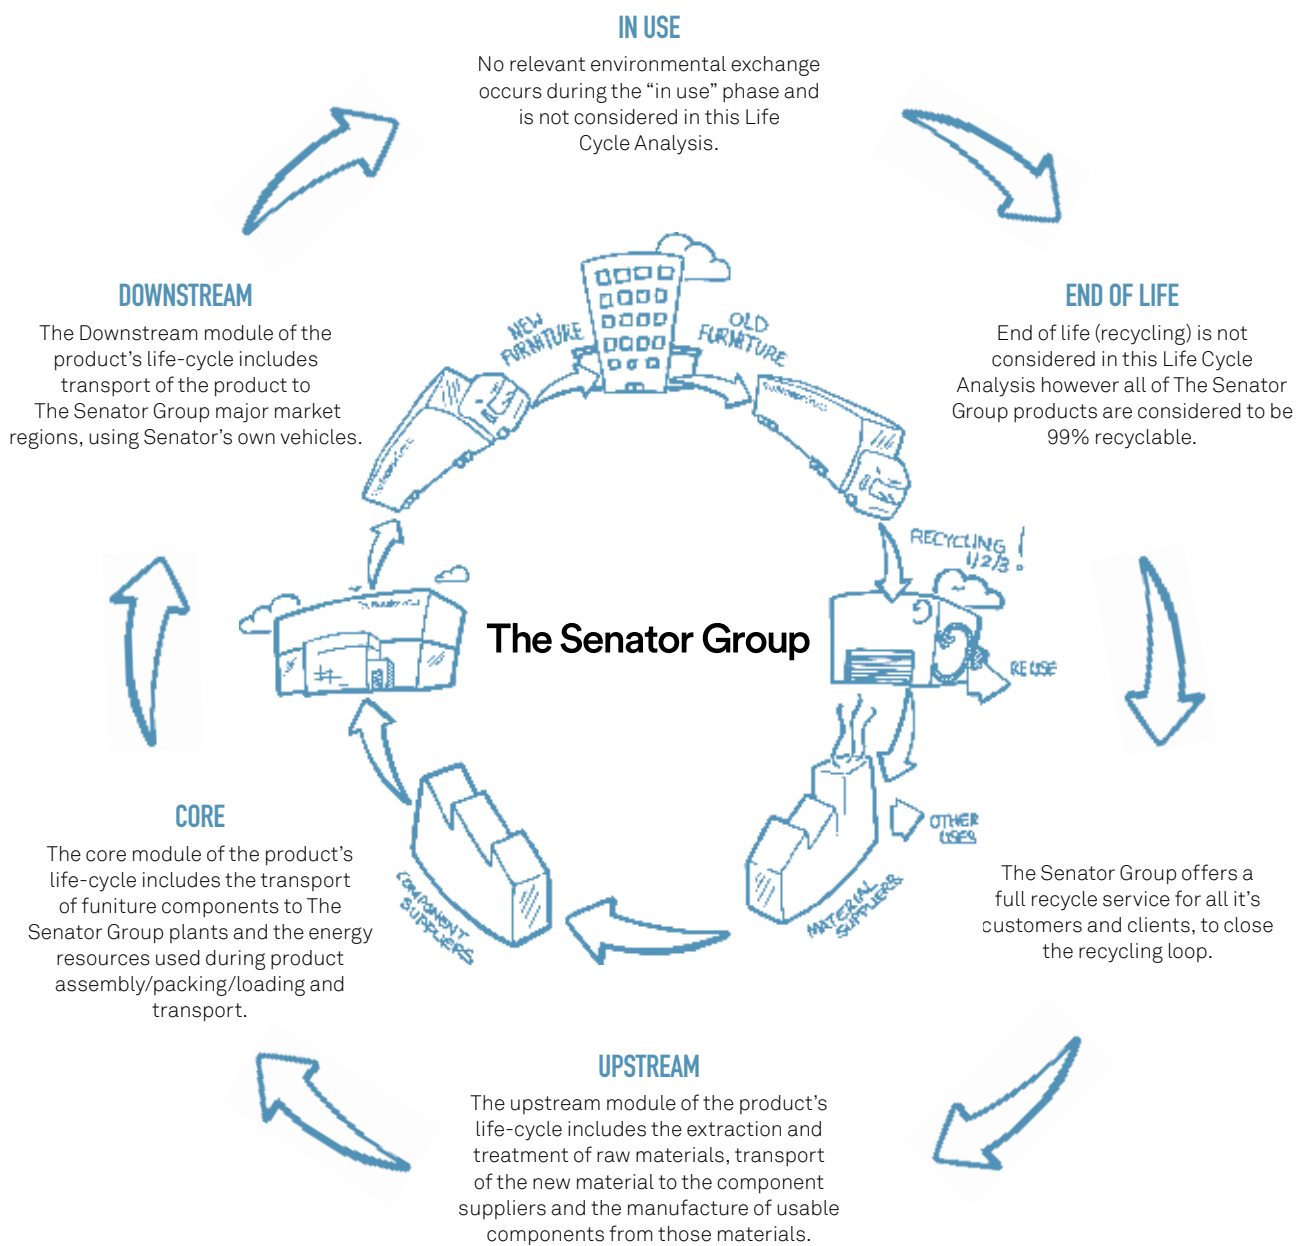 IN USE
No relevant environmental exchange
occurs during the “in use” phase and
is not considered in this Life
Cycle Analysis.
DOWNSTREAM
The Downstream module of the
product’s life-cycle includes
transport of the product to
The Senator Group major market
regions, using Senator’s own vehicles.
END OF LIFE
End of life (recycling) is not
considered in this Life Cycle
Analysis however all of The Senator
Group products are considered to be
99% recyclable.
NEW
FURNITURE
OLD
FURNITURE
RECYCLING
1/2/3 !
The Senator Group
REUSE
OTHER
USES
COMPONENT
SUPPLIERS
MATERIAL
SUPPLIERS
CORE
The core module of the product’s
life-cycle includes the transport
of funiture components to The
Senator Group plants and the energy
resources used during product
assembly/packing/loading and
transport.
The Senator Group offers a
full recycle service for all it’s
customers and clients, to close
the recycling loop.
UPSTREAM
The upstream module of the product’s
life-cycle includes the extraction and
treatment of raw materials, transport
of the new material to the component
suppliers and the manufacture of usable
components from those materials.